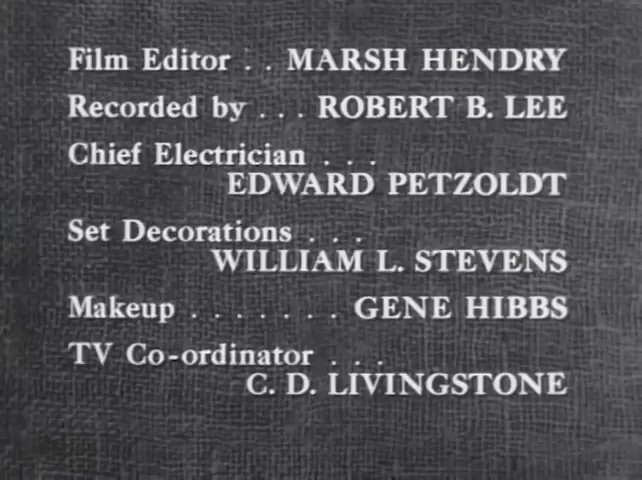 Film Editor . . MARSH HENDRY
Recorded by . . . ROBERT B. LEE
Chief Electrician . . .
EDWARD PETZOLDT
Set Decorations . . .
WILLIAM L. STEVENS
Makeup . . . . . . . GENE HIBBS
TV Co-ordinator . . .
C. D. LIVINGSTONE